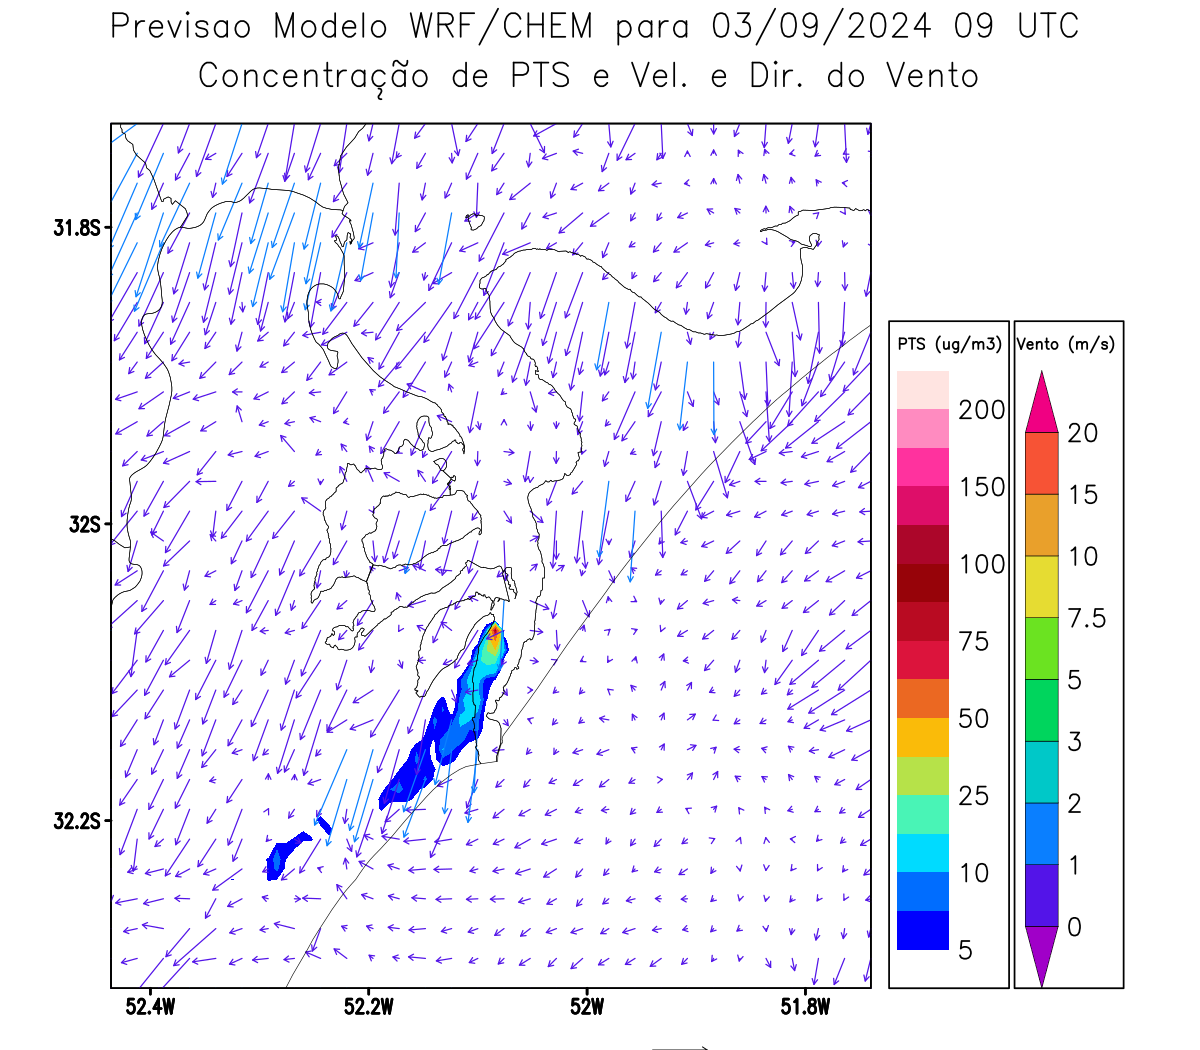 Previsao Modelo WRF/CHEM para 03/09/2024 09 UTC
Concentração de PTS e Vel. e Dir. do Vento
31.8S
32S
32.2S
52.4W
52.2W
52W
51.8W
PTS (ug/m3)
200
150
100
75
50
25
10
5
Vento (m/s)
20
15
10
7.5
5
3
2
1
0